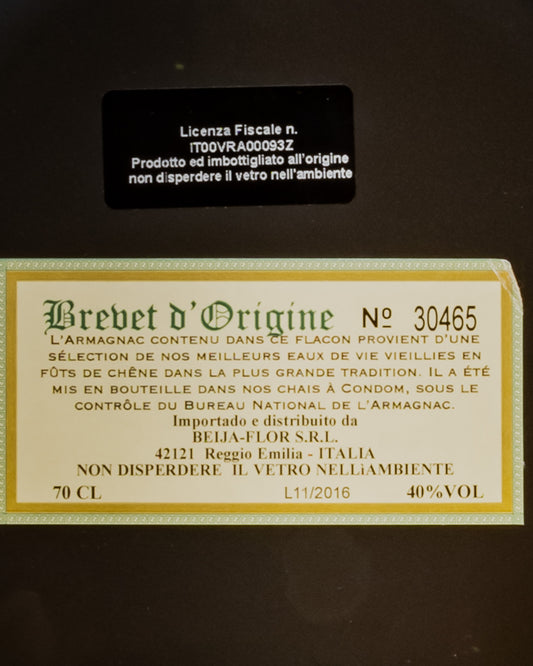 Licenza Fiscale n.
IT00VRA00093Z
Prodotto ed imbottigliato all'origine
non disperdere il vetro nell'ambiente
Brevet d'Origine Nº 30465
L'ARMAGNAC CONTENU DANS CE FLACON PROVIENT D'UNE
SÉLECTION DE NOS MEILLEURS EAUX DE VIE VIEILLIES EN
FÛTS DE CHÊNE DANS LA PLUS GRANDE TRADITION. IL A ÉTÉ
MIS EN BOUTEILLE DANS NOS CHAIS À CONDOM, SOUS LE
CONTRÔLE DU BUREAU NATIONAL DE L'ARMAGNAC.
Importado e distribuito da
BEIJA-FLOR S.R.L.
42121 Reggio Emilia - ITALIA
NON DISPERDERE IL VETRO NELLìAMBIENTE
70 CL L11/2016 40%VOL